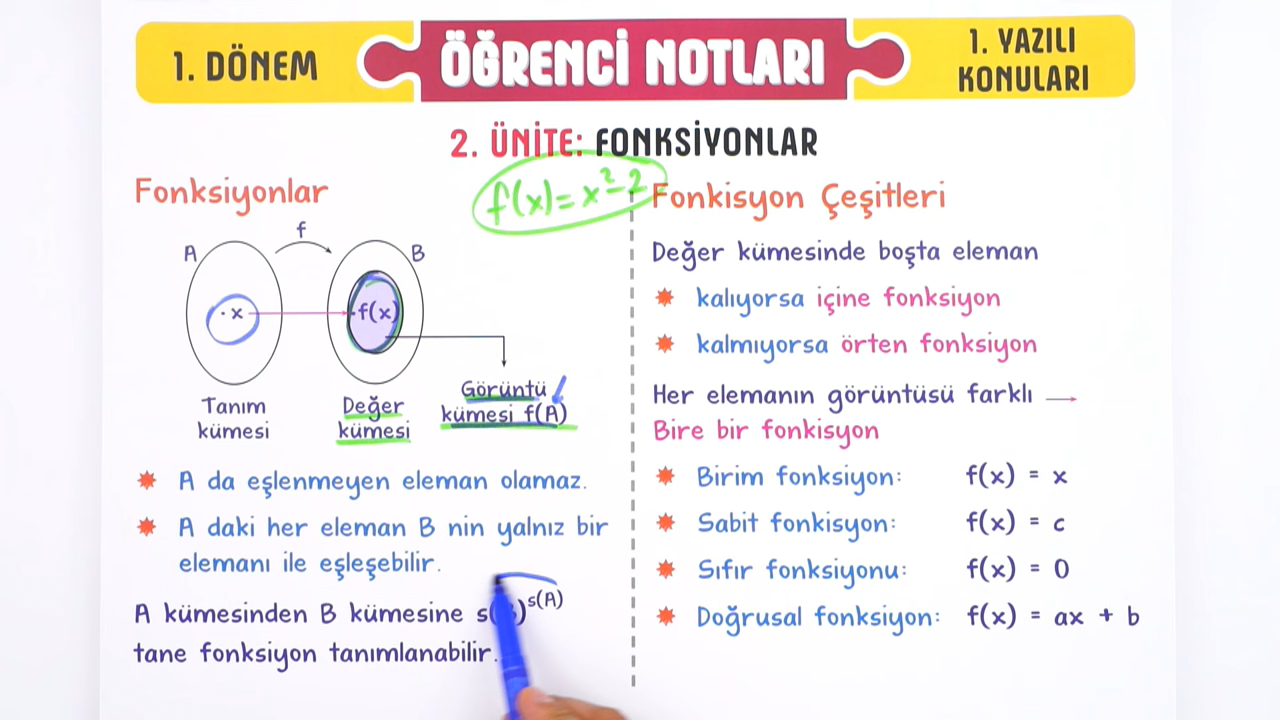 1. DÖNEM
ÖĞRENCİ NOTLARI
1. YAZILI
KONULARI
2. ÜNİTE: FONKSİYONLAR
f(x)=x²-2
Fonksiyonlar
f
A
B
x
f(x)
Tanım
kümesi
Değer
kümesi
Görüntü
kümesi f(A)
A da eşlenmeyen eleman olamaz.
A daki her eleman B nin yalnız bir
elemanı ile eşleşebilir.
A kümesinden B kümesine s( )^s(A)
tane fonksiyon tanımlanabilir.
Fonkisyon Çeşitleri
Değer kümesinde boşta eleman
kalıyorsa içine fonksiyon
kalmıyorsa örten fonksiyon
Her elemanın görüntüsü farklı →
Bire bir fonkisyon
Birim fonksiyon: f(x) = x
Sabit fonkisyon: f(x) = c
Sıfır fonksiyonu: f(x) = 0
Doğrusal fonksiyon: f(x) = ax + b